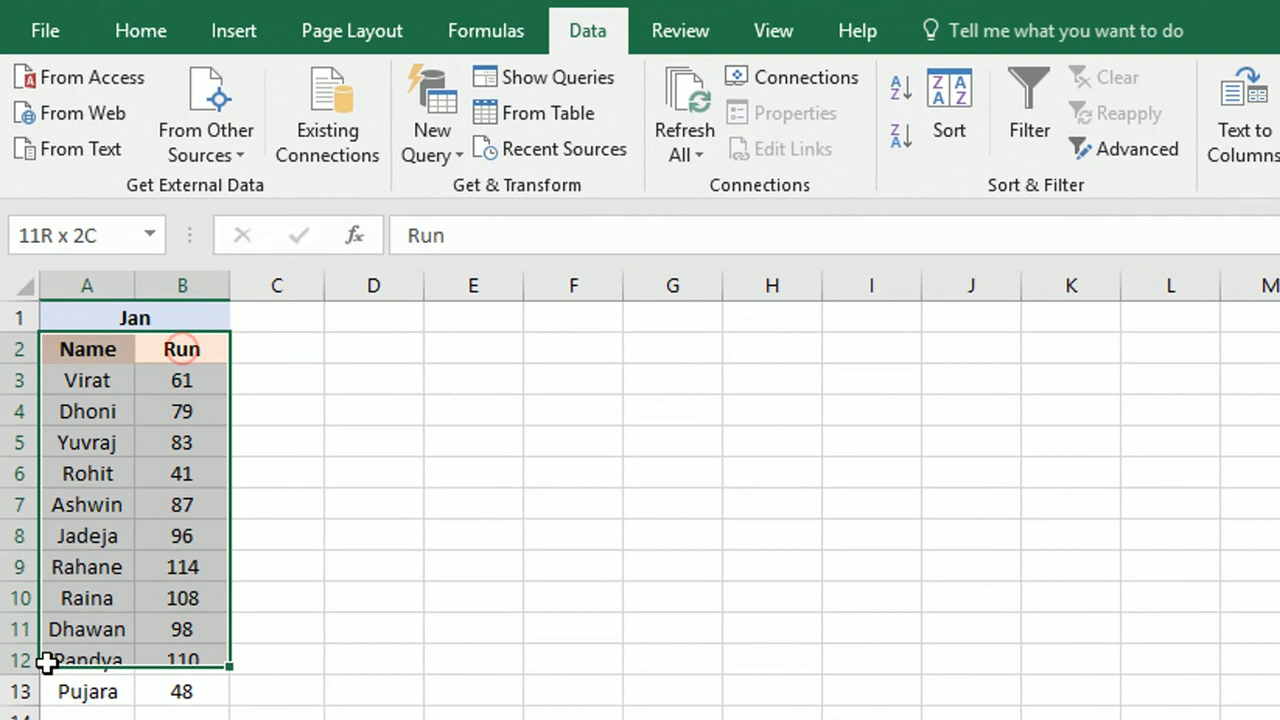 File Home Insert Page Layout Formulas Data Review View Help Tell me what you want to do
From Access
From Web
From Text
From Other
Sources
Existing
Connections
Get External Data
New
Query
Show Queries
From Table
Recent Sources
Get & Transform
Refresh
All
Connections
Properties
Edit Links
Connections
A
Z
Z
A
Z A
A Z
Sort
Filter
Clear
Reapply
Advanced
Sort & Filter
Text to
Columns
11R x 2C fx Run
A B C D E F G H I J K L M
1 Jan
2 Name Run
3 Virat 61
4 Dhoni 79
5 Yuvraj 83
6 Rohit 41
7 Ashwin 87
8 Jadeja 96
9 Rahane 114
10 Raina 108
11 Dhawan 98
12 Pandya 110
13 Pujara 48
14